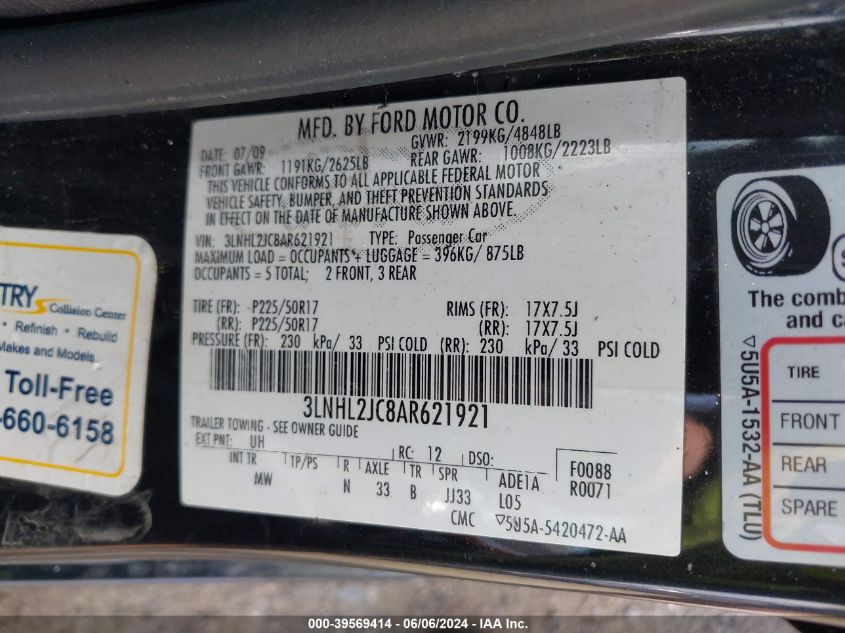 MFD. BY FORD MOTOR CO.
DATE: 07/09 GVWR: 2199KG/4848LB
FRONT GAWR: 1191KG/2625LB REAR GAWR: 1008KG/2223LB
THIS VEHICLE CONFORMS TO ALL APPLICABLE FEDERAL MOTOR
VEHICLE SAFETY, BUMPER, AND THEFT PREVENTION STANDARDS
IN EFFECT ON THE DATE OF MANUFACTURE SHOWN ABOVE.
VIN: 3LNHL2JC8AR621921 TYPE: Passenger Car
MAXIMUM LOAD = OCCUPANTS + LUGGAGE = 396KG/ 875LB
OCCUPANTS = 5 TOTAL; 2 FRONT, 3 REAR
TIRE (FR): P225/50R17 RIMS (FR): 17X7.5J
(RR): P225/50R17 (RR): 17X7.5J
PRESSURE (FR): 230 kPa/ 33 PSI COLD (RR): 230 kPa/ 33 PSI COLD
3LNHL2JC8AR621921
TRAILER TOWING - SEE OWNER GUIDE
EXT PNT: UH RC: 12 DSO: F0088
INT TR TP/PS R AXLE TR SPR ADE1A R0071
MW N 33 B JJ33 L05
CMC ▽5U5A-5420472-AA
TRY
Collision Center
• Refinish • Rebuild
Makes and Models
Toll-Free
-660-6158
The comb
and ca
TIRE
FRONT
REAR
SPARE
▽5U5A-1532-AA (TLU)
000-39569414 - 06/06/2024 - IAA Inc.